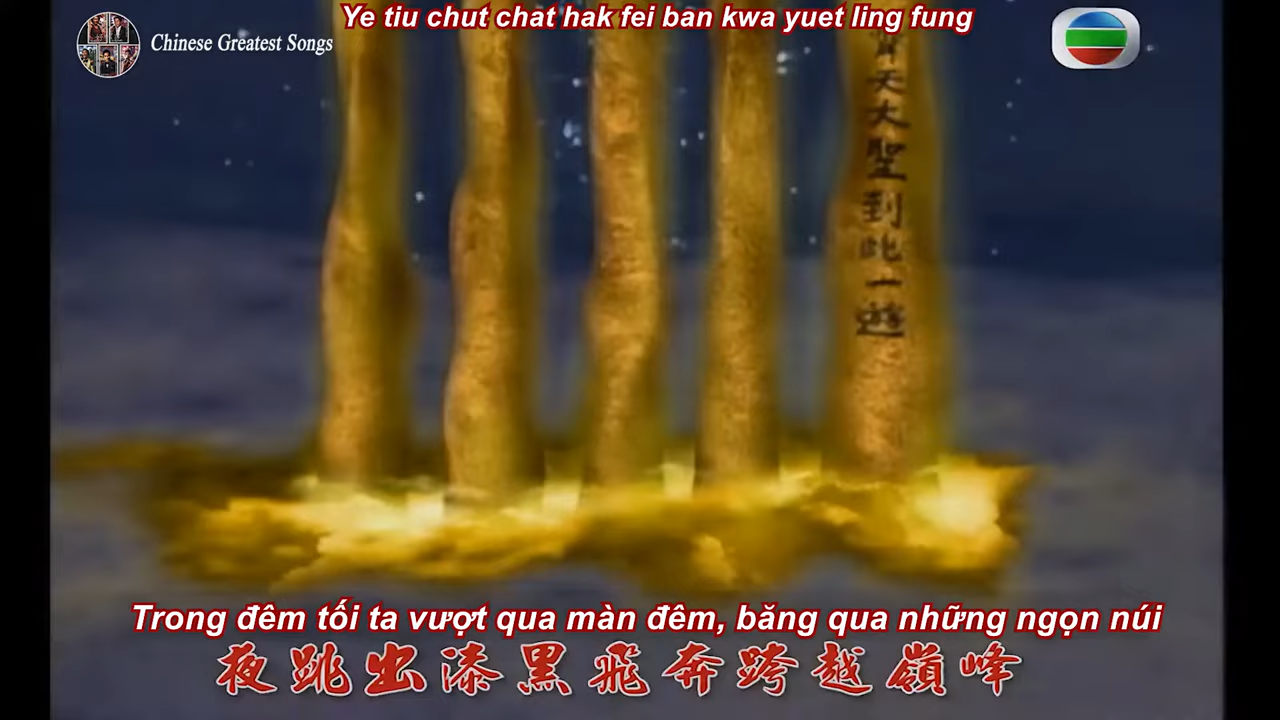 Ye tiu chut chat hak fei ban kwa yuet ling fung
Chinese Greatest Songs
天大聖到此一遊
Trong đêm tối ta vượt qua màn đêm, băng qua những ngọn núi
夜跳出漆黑飛奔跨越嶺峰